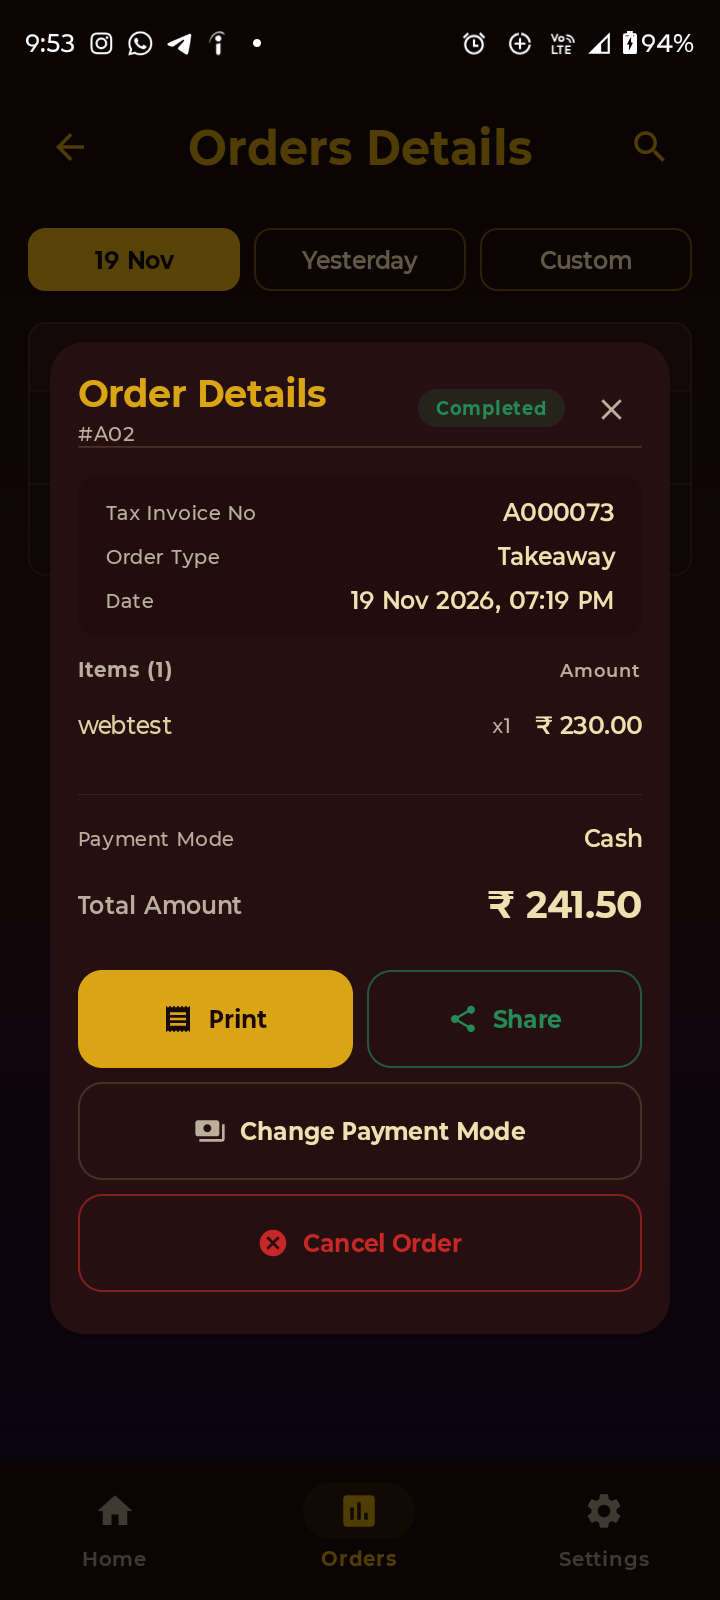 9:53 Vo LTE 94%
Orders Details
19 Nov Yesterday Custom
Order Details
Completed
#A02
Tax Invoice No A000073
Order Type Takeaway
Date 19 Nov 2026, 07:19 PM
Items (1) Amount
webtest x1 ₹ 230.00
Payment Mode Cash
Total Amount ₹ 241.50
Print Share
Change Payment Mode
Cancel Order
Home Orders Settings